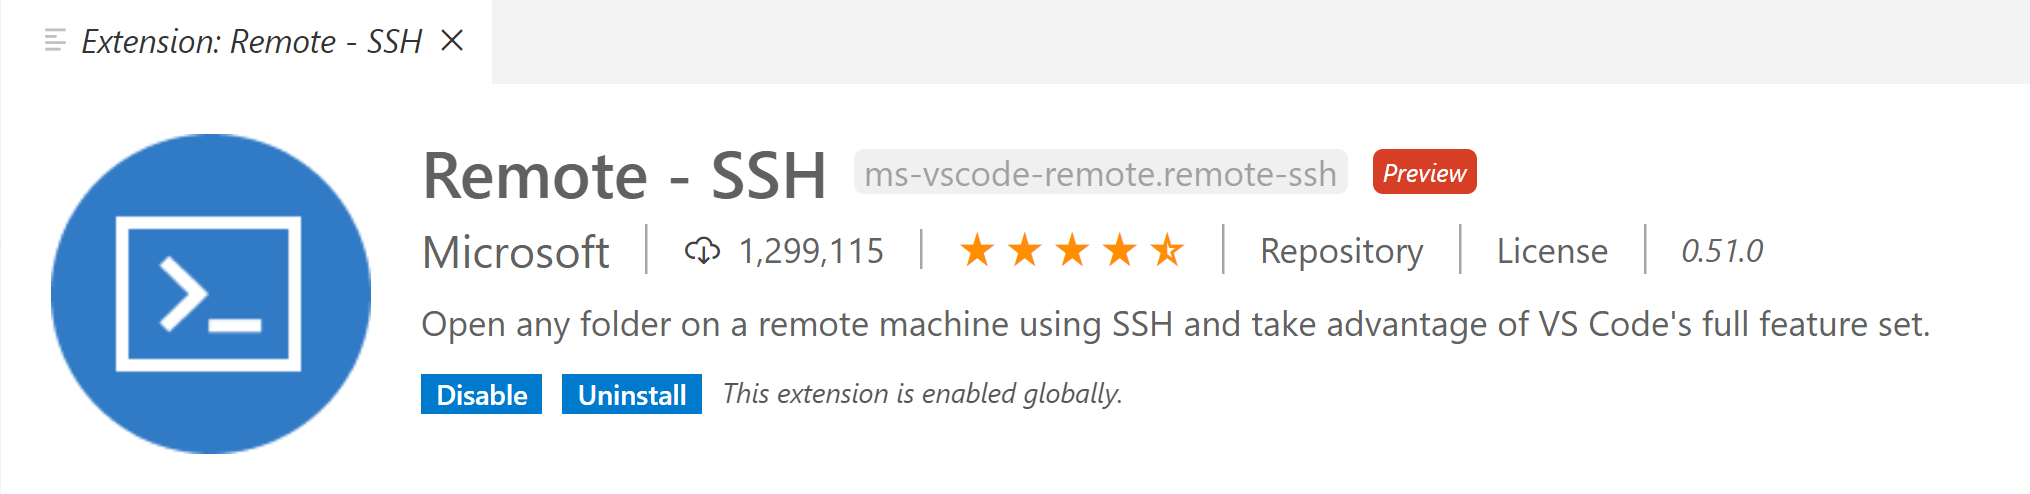 Extension: Remote - SSH
Remote - SSH ms-vscode-remote.remote-ssh Preview
Microsoft | 1,299,115 | Repository | License | 0.51.0
Open any folder on a remote machine using SSH and take advantage of VS Code's full feature set.
Disable Uninstall This extension is enabled globally.